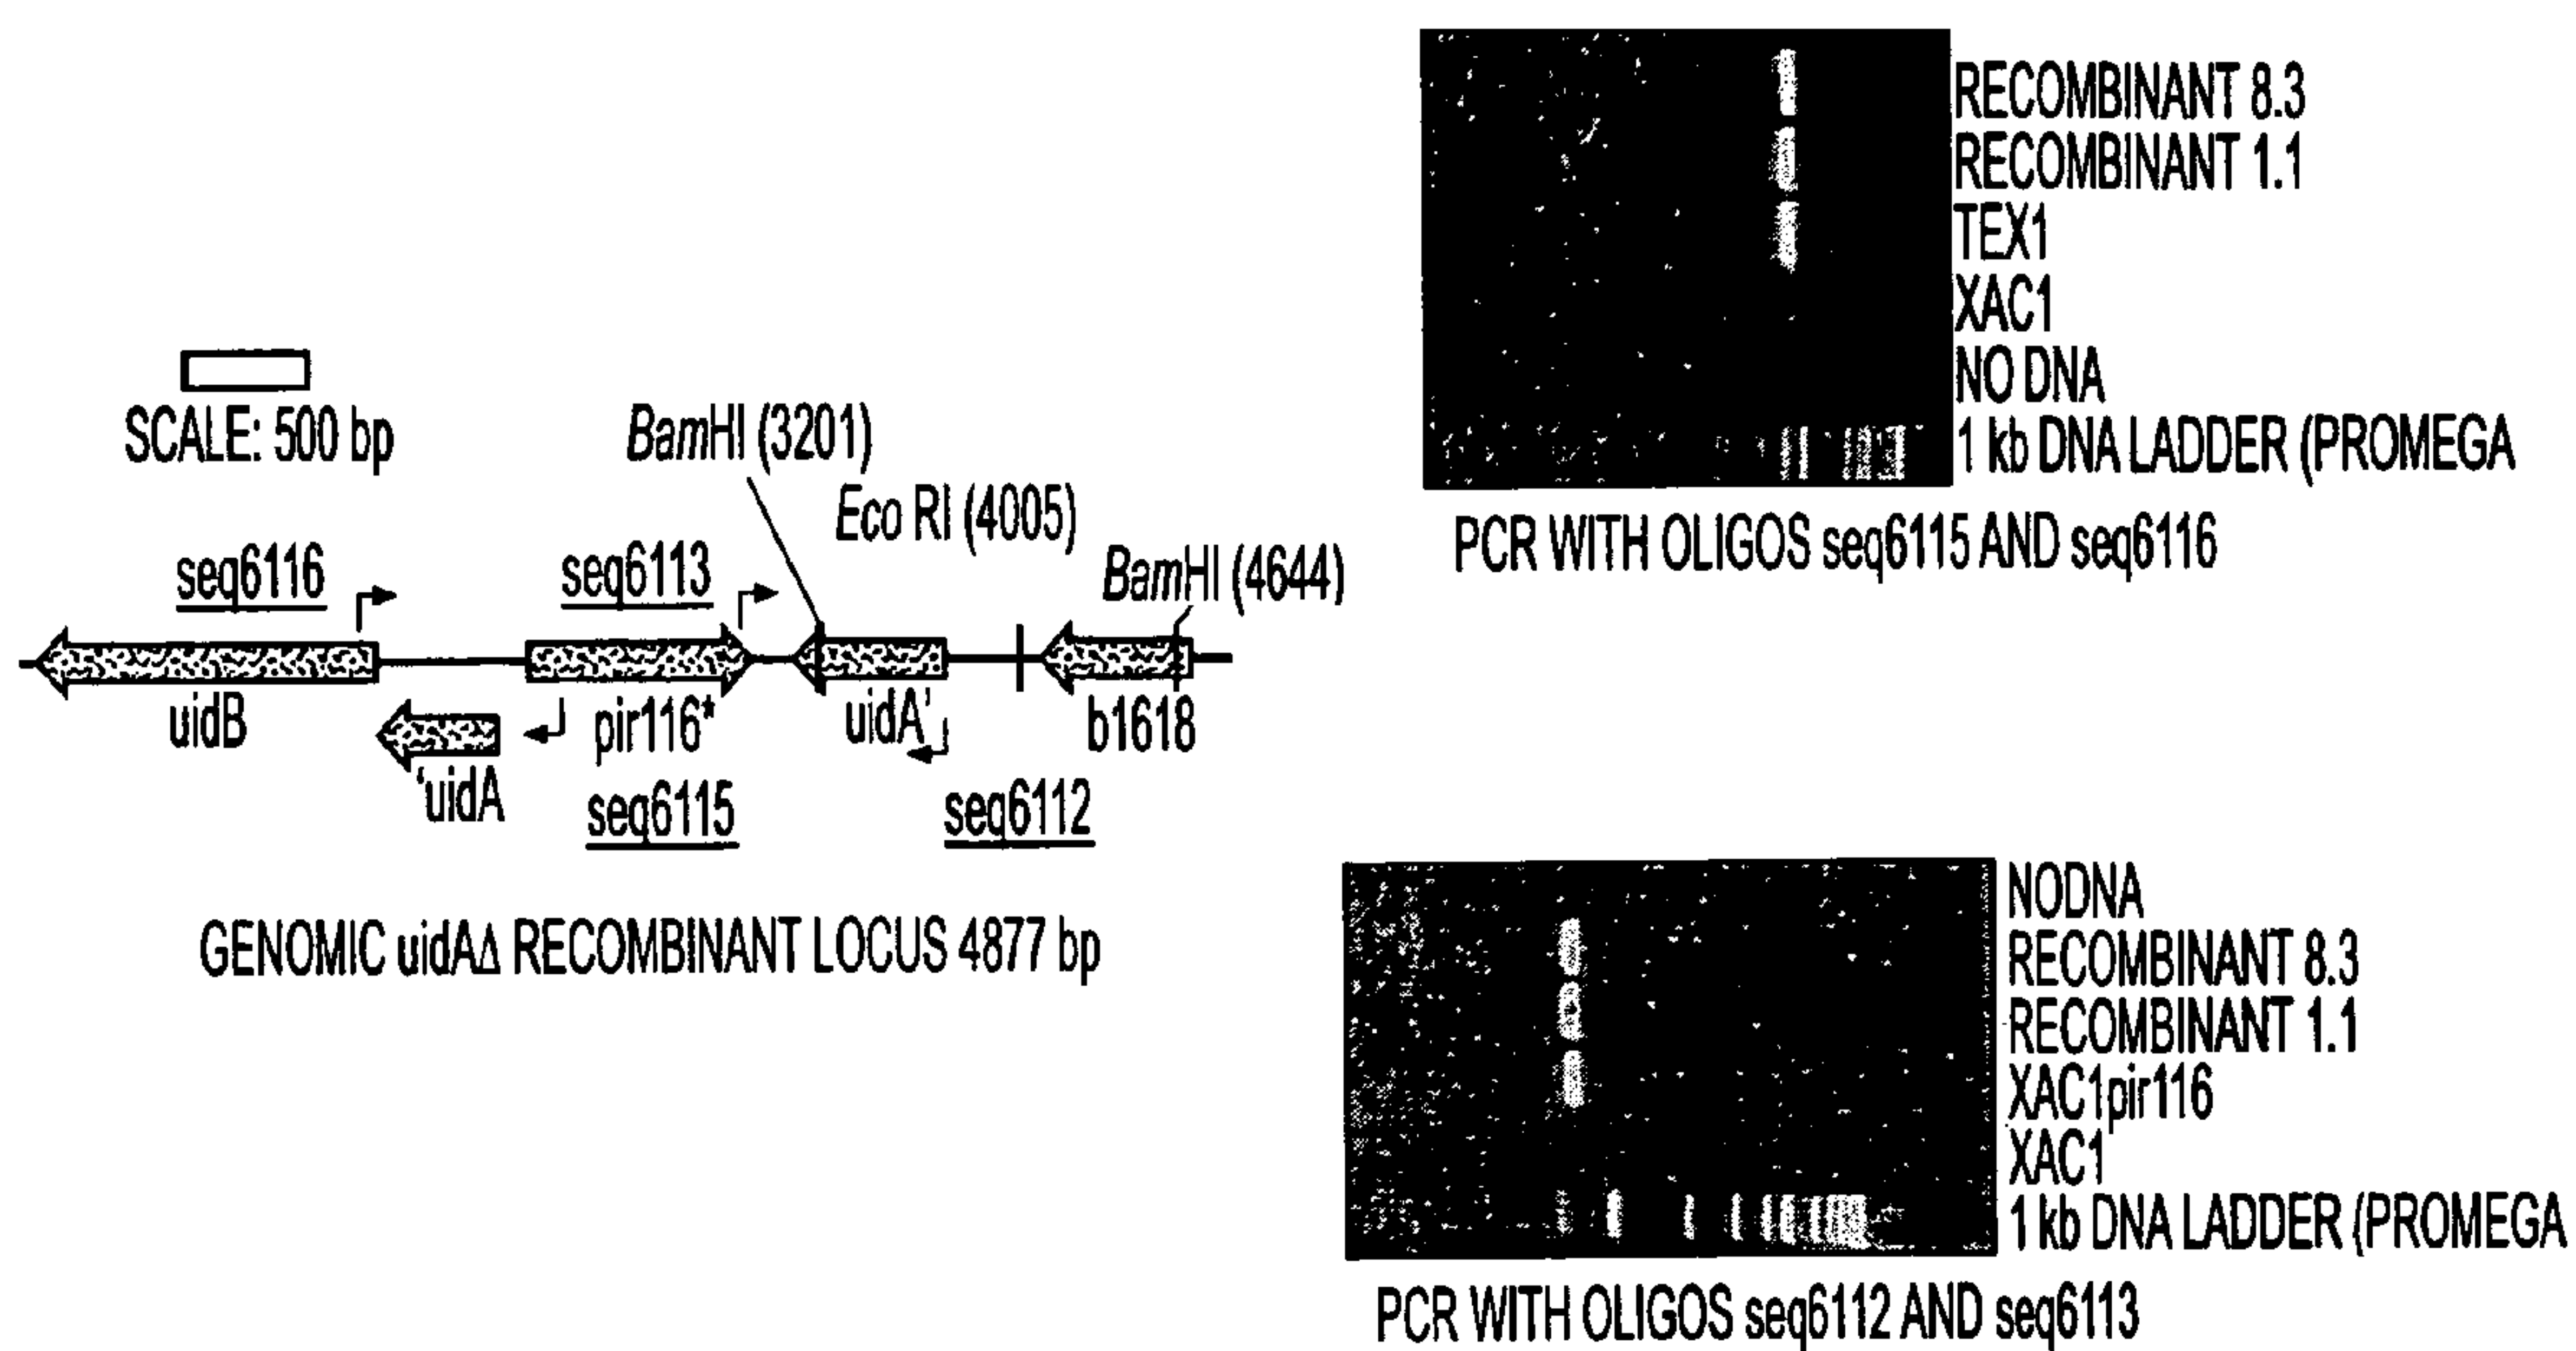 SCALE: 500 bp
BamHI (3201)
Eco RI (4005)
BamHI (4644)
seq6116
seq6113
uidB
'uidA
pir116*
uidA'
b1618
seq6115
seq6112
GENOMIC uidAΔ RECOMBINANT LOCUS 4877 bp
RECOMBINANT 8.3
RECOMBINANT 1.1
TEX1
XAC1
NO DNA
1 kb DNA LADDER (PROMEGA
PCR WITH OLIGOS seq6115 AND seq6116
NODNA
RECOMBINANT 8.3
RECOMBINANT 1.1
XAC1pir116
XAC1
1 kb DNA LADDER (PROMEGA
PCR WITH OLIGOS seq6112 AND seq6113